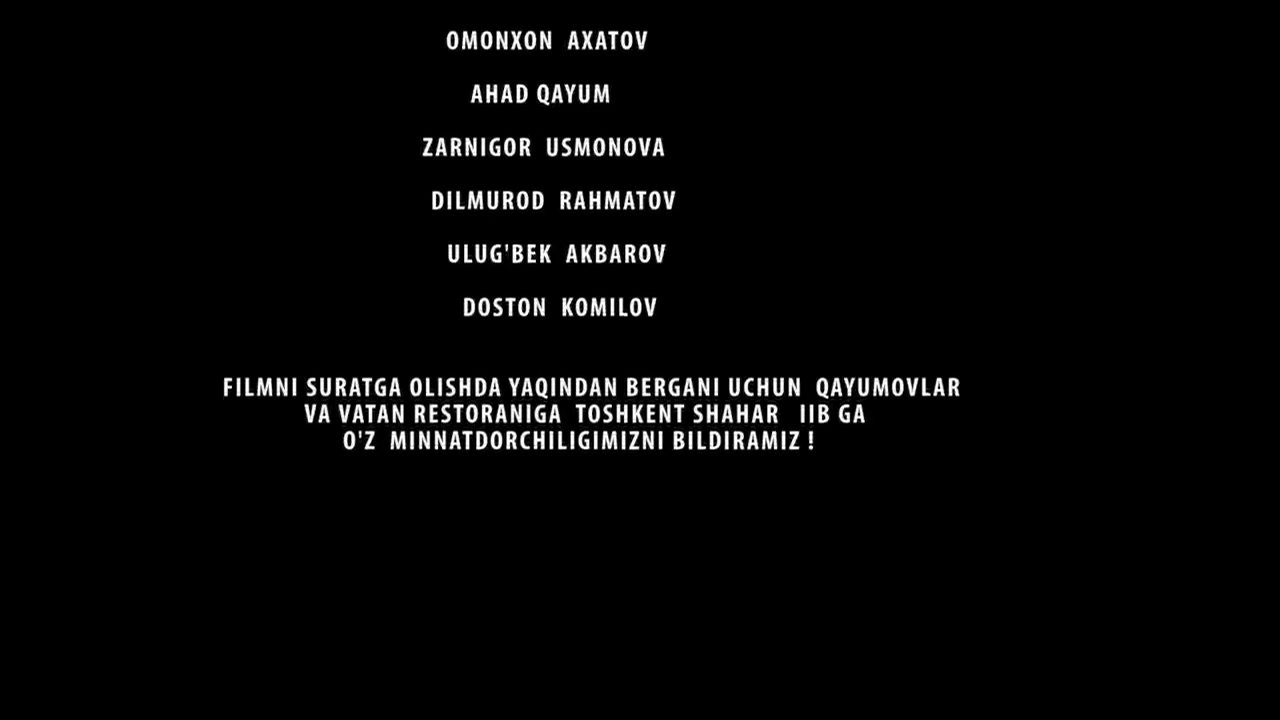 OMONXON AXATOV
AHAD QAYUM
ZARNIGOR USMONOVA
DILMUROD RAHMATOV
ULUG'BEK AKBAROV
DOSTON KOMILOV
FILMNI SURATGA OLISHDA YAQINDAN BERGANI UCHUN QAYUMOVLAR
VA VATAN RESTORANIGA TOSHKENT SHAHAR IIB GA
O'Z MINNATDORCHILIGIMIZNI BILDIRAMIZ !